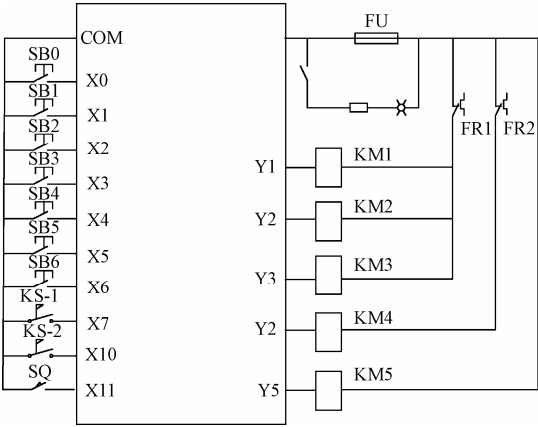 COM
FU
SB0
X0
SB1
X1
SB2
X2
SB3
X3
SB4
X4
SB5
X5
SB6
X6
KS-1
X7
KS-2
X10
SQ
X11
FR1 FR2
Y1 KM1
Y2 KM2
Y3 KM3
Y2 KM4
Y5 KM5